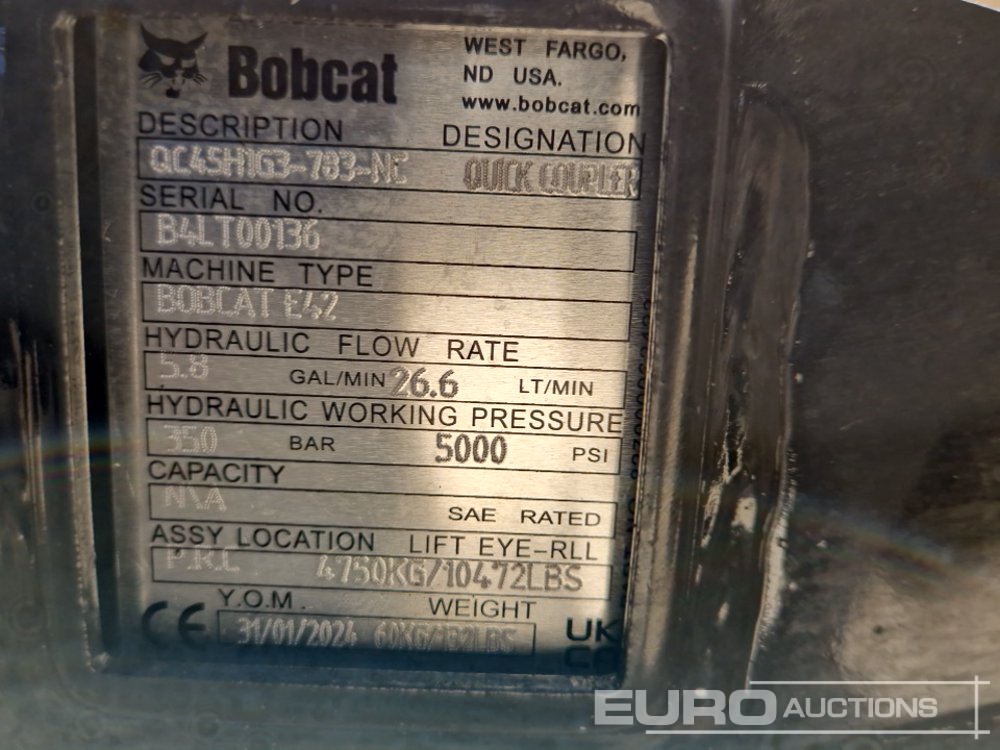 Bobcat
WEST FARGO,
ND USA.
www.bobcat.com
DESCRIPTION DESIGNATION
QC45H1G3-783-NC QUICK COUPLER
SERIAL NO.
B4LT00136
MACHINE TYPE
BOBCAT E42
HYDRAULIC FLOW RATE
5.8 GAL/MIN 26.6 LT/MIN
HYDRAULIC WORKING PRESSURE
350 BAR 5000 PSI
CAPACITY
N\A SAE RATED
ASSY LOCATION LIFT EYE-RLL
P.R.L 4750KG/10472LBS
Y.O.M. WEIGHT
CE 31/01/2024 60KG/132LBS UK
CA
EURO AUCTIONS